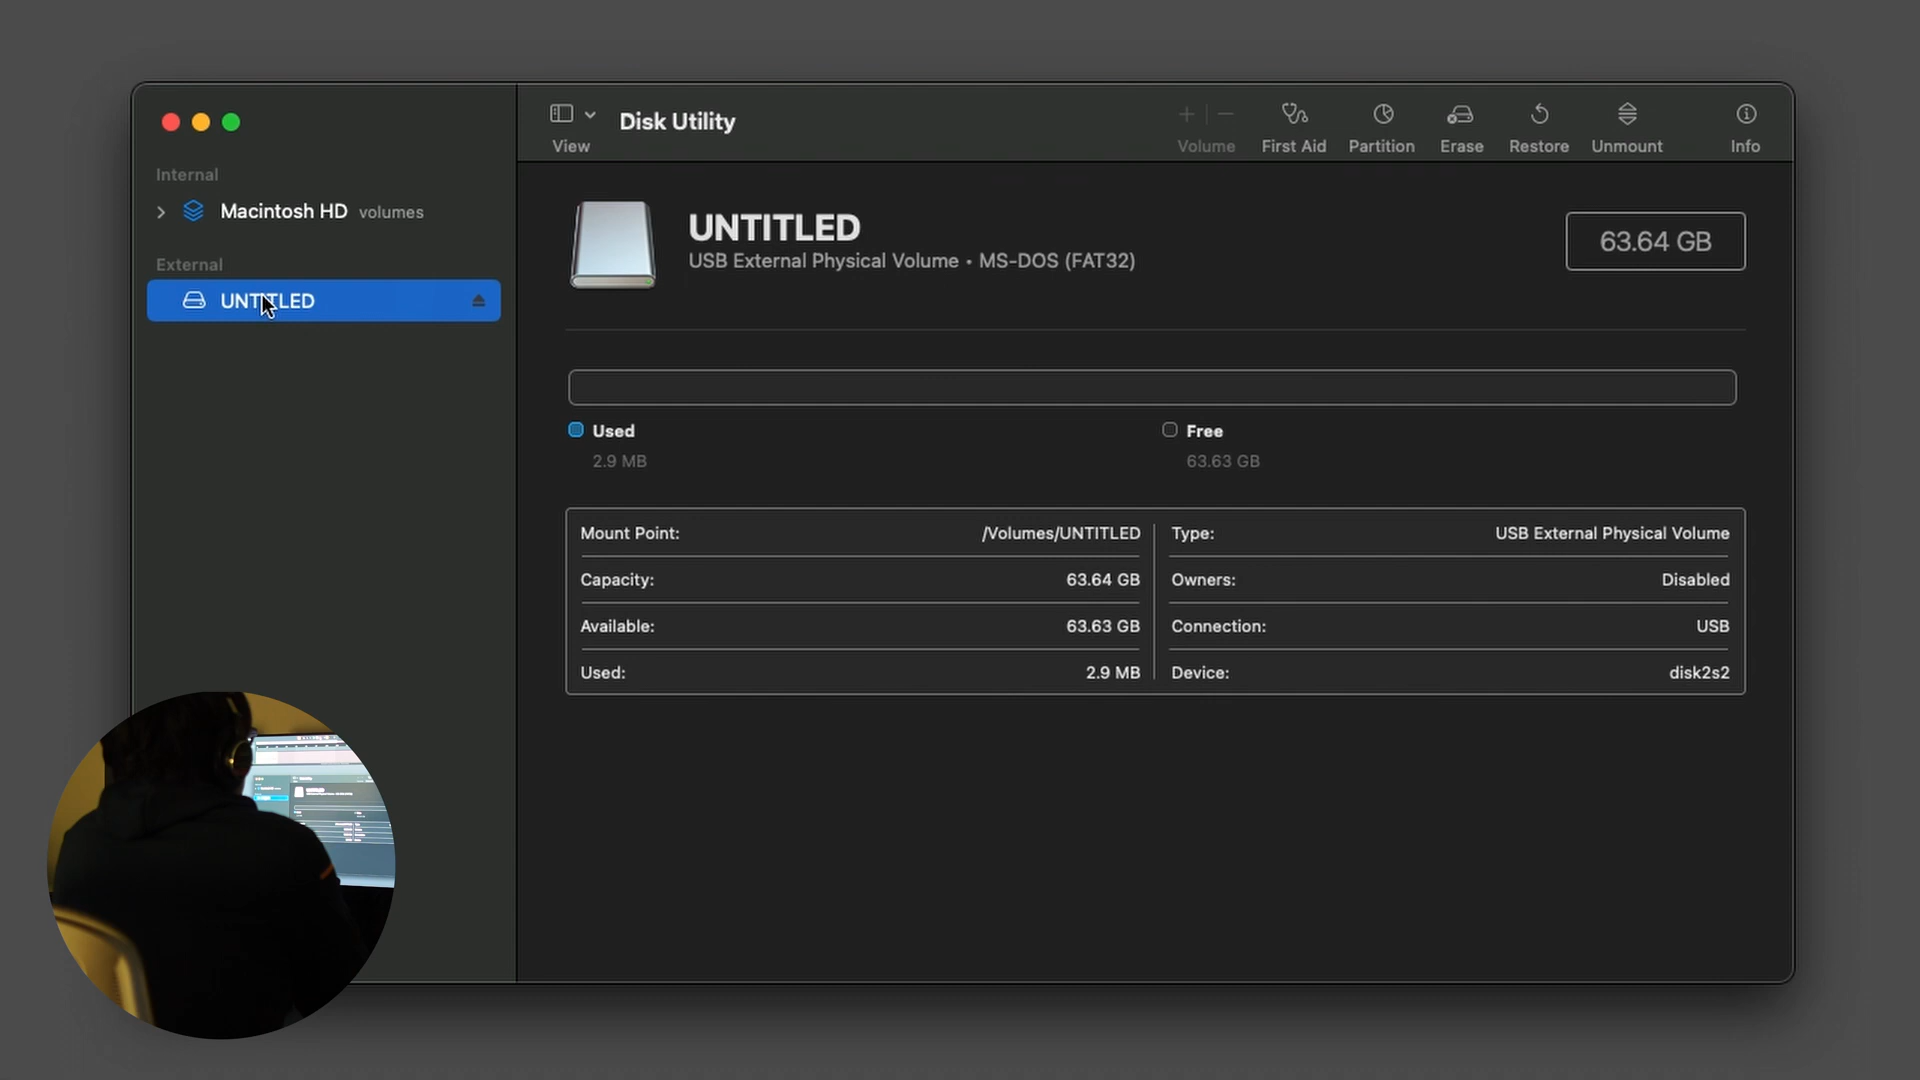 Internal
Macintosh HD volumes
External
UNTITLED
View
Disk Utility
Volume
First Aid
Partition
Erase
Restore
Unmount
Info
UNTITLED
USB External Physical Volume • MS-DOS (FAT32)
63.64 GB
Used
2.9 MB
Free
63.63 GB
Mount Point: /Volumes/UNTITLED
Capacity: 63.64 GB
Available: 63.63 GB
Used: 2.9 MB
Type: USB External Physical Volume
Owners: Disabled
Connection: USB
Device: disk2s2